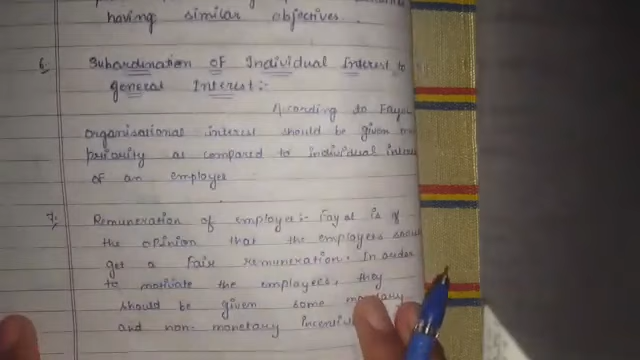 having similar objectives.
6. Subordination of Individual Interest to
general Interest:-
According to Fayol
organisational interest should be given
priority as compared to individual
of an employee
7. Remuneration of employees:- Fayol is of
the opinion that the employees
get a fair remuneration. In order
to motivate the employees, they
should be given some
and non-monetary